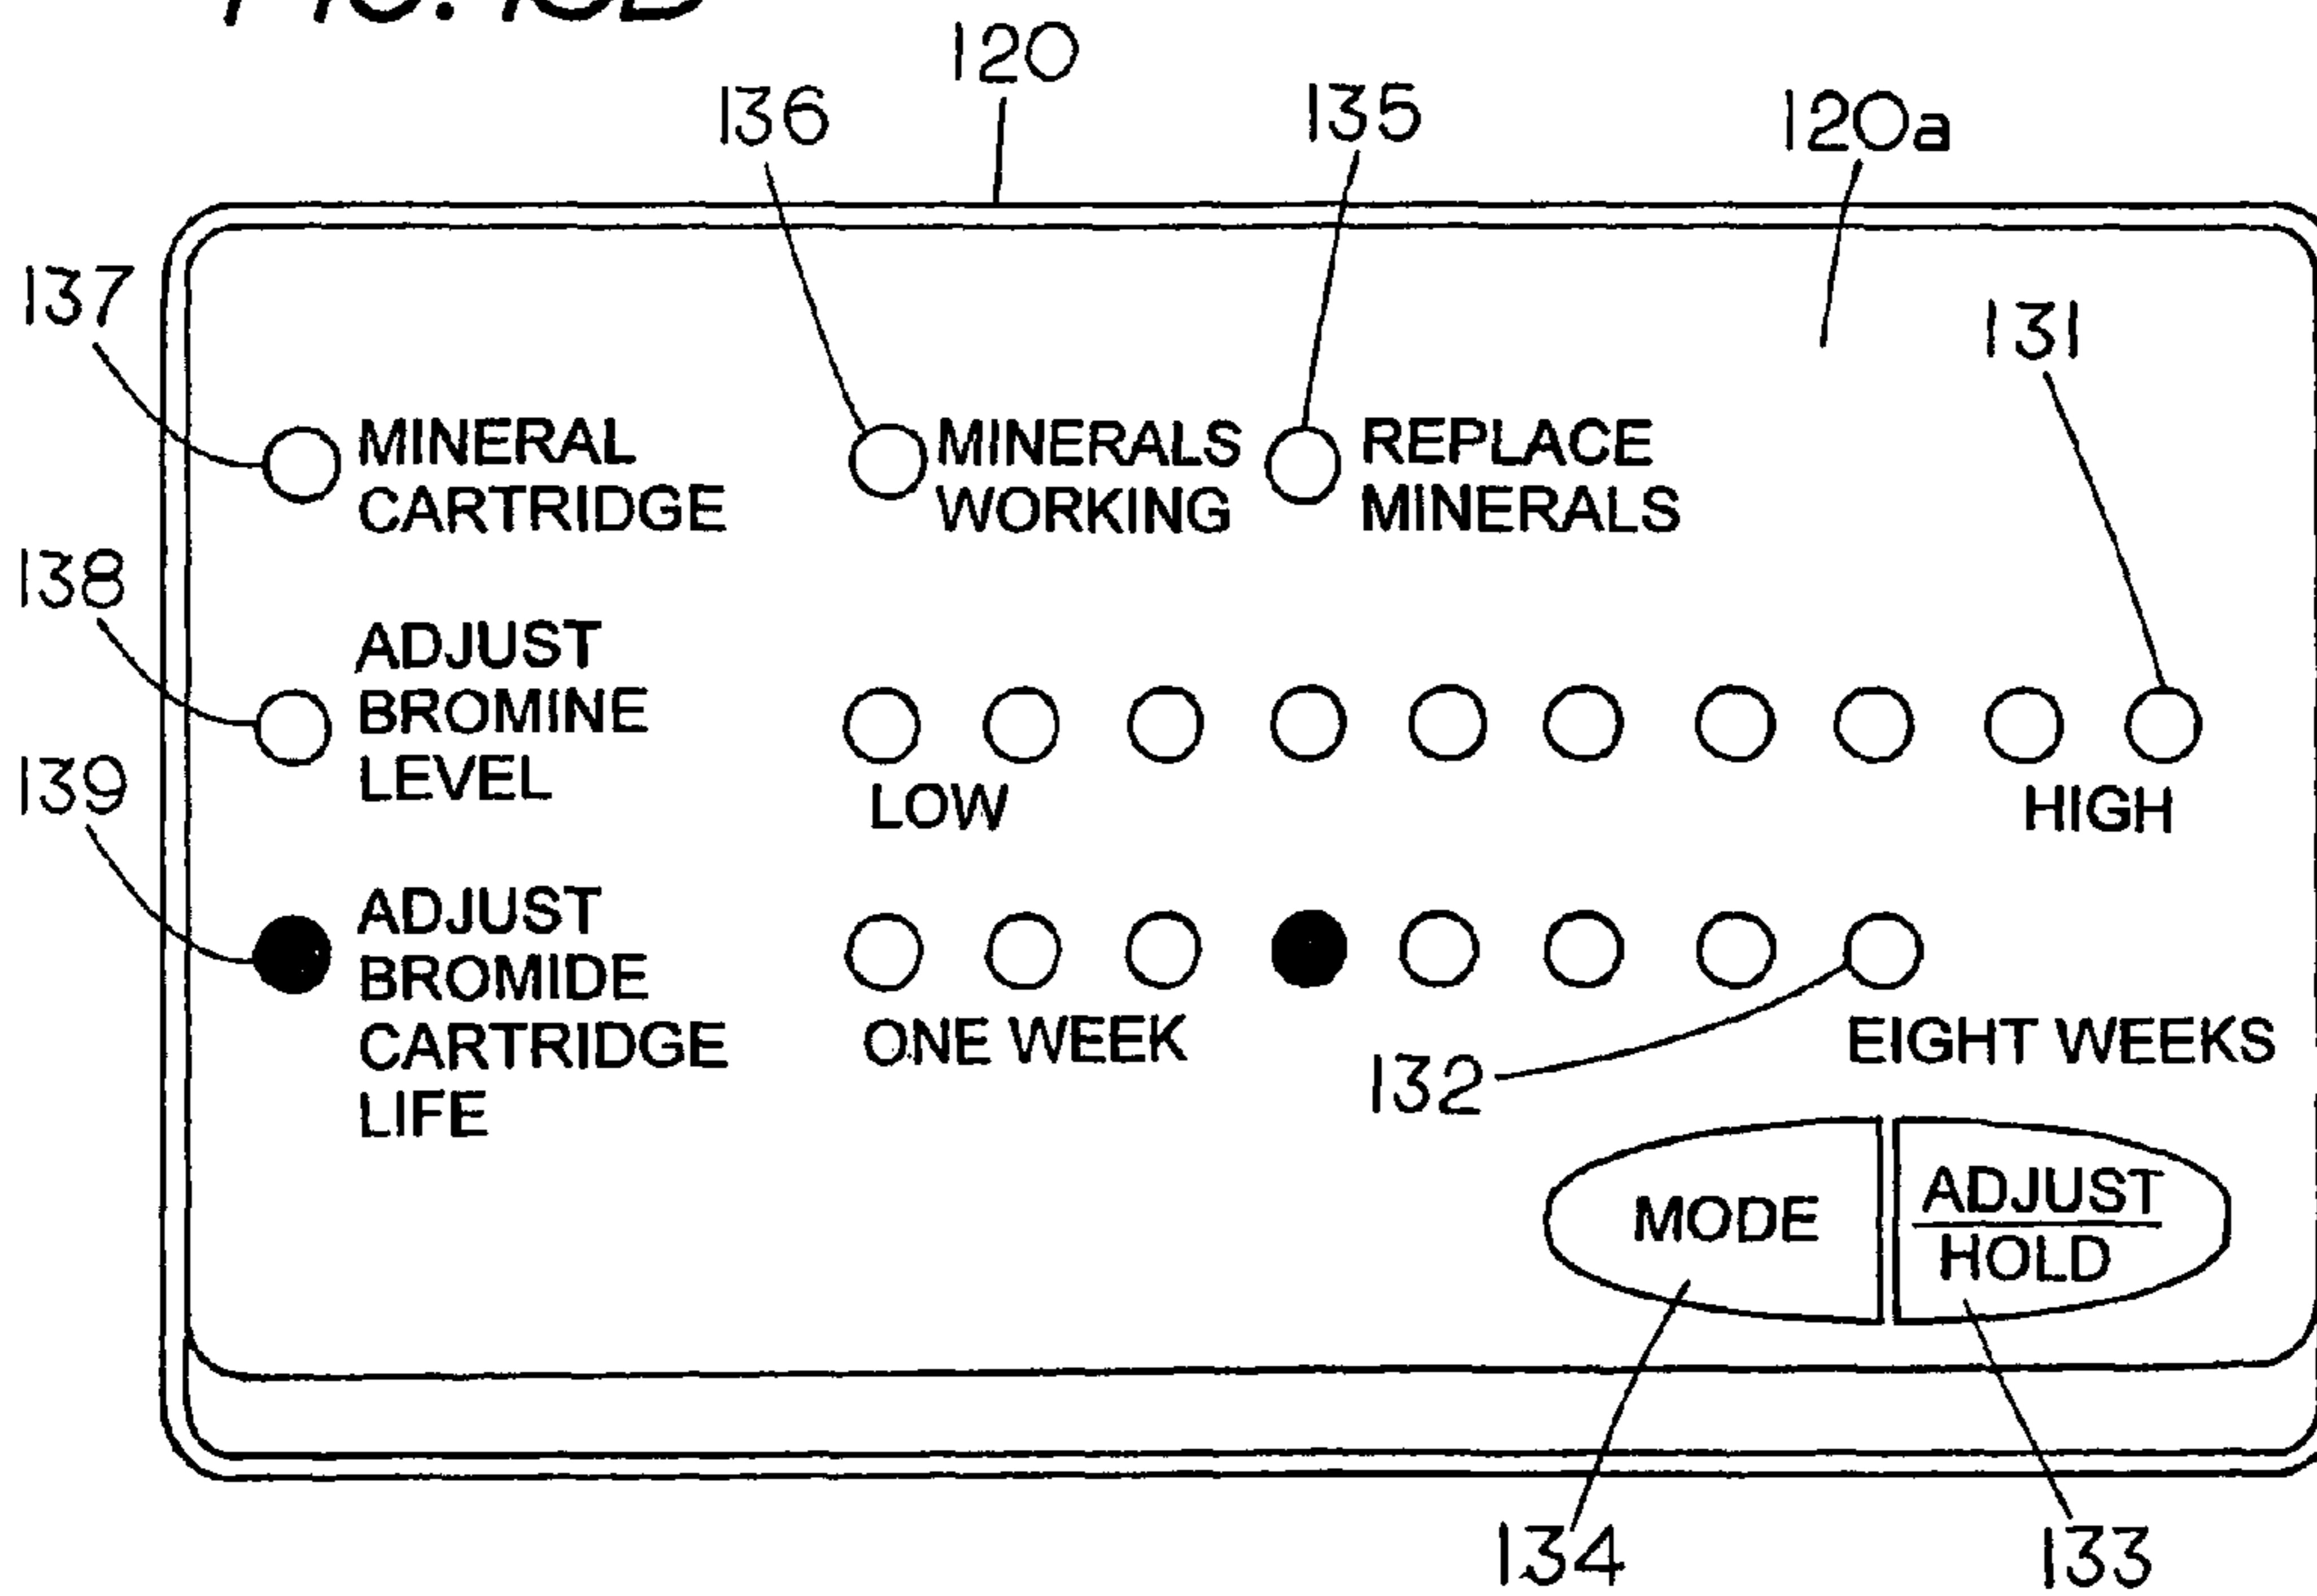 120
136
135
120a
137
131
MINERAL
CARTRIDGE
MINERALS
WORKING
REPLACE
MINERALS
138
ADJUST
BROMINE
LEVEL
LOW
HIGH
139
ADJUST
BROMIDE
CARTRIDGE
LIFE
ONE WEEK
EIGHT WEEKS
132
MODE
ADJUST
HOLD
134
133